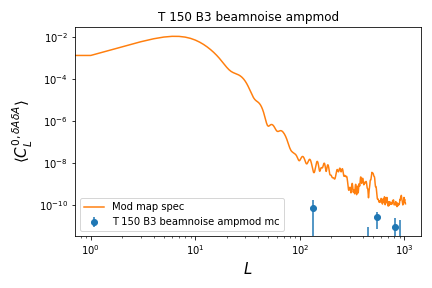 T 150 B3 beamnoise ampmod
10⁻²
10⁻⁴
10⁻⁶
10⁻⁸
10⁻¹⁰
⟨C_L^{0, δAδA}⟩
Mod map spec
T 150 B3 beamnoise ampmod mc
10⁰
10¹
10²
10³
L